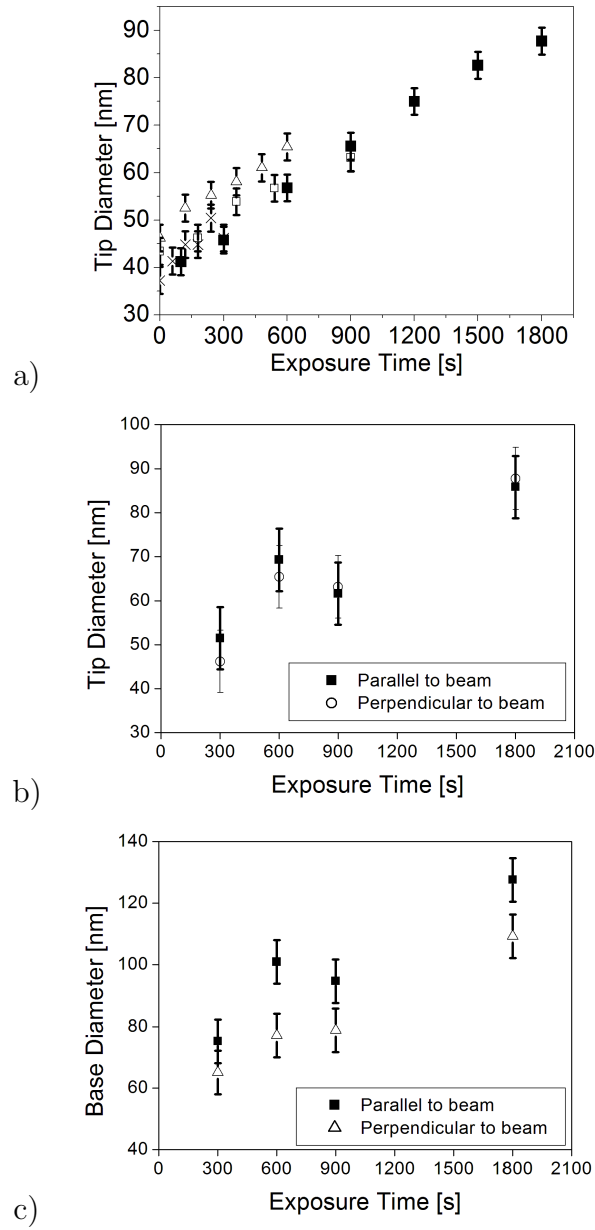 90
80
70
60
50
40
30
Tip Diameter [nm]
0 300 600 900 1200 1500 1800
Exposure Time [s]
a)
100
90
80
70
60
50
40
30
Tip Diameter [nm]
Parallel to beam
Perpendicular to beam
0 300 600 900 1200 1500 1800 2100
Exposure Time [s]
b)
140
120
100
80
60
40
Base Diameter [nm]
Parallel to beam
Perpendicular to beam
0 300 600 900 1200 1500 1800 2100
Exposure Time [s]
c)